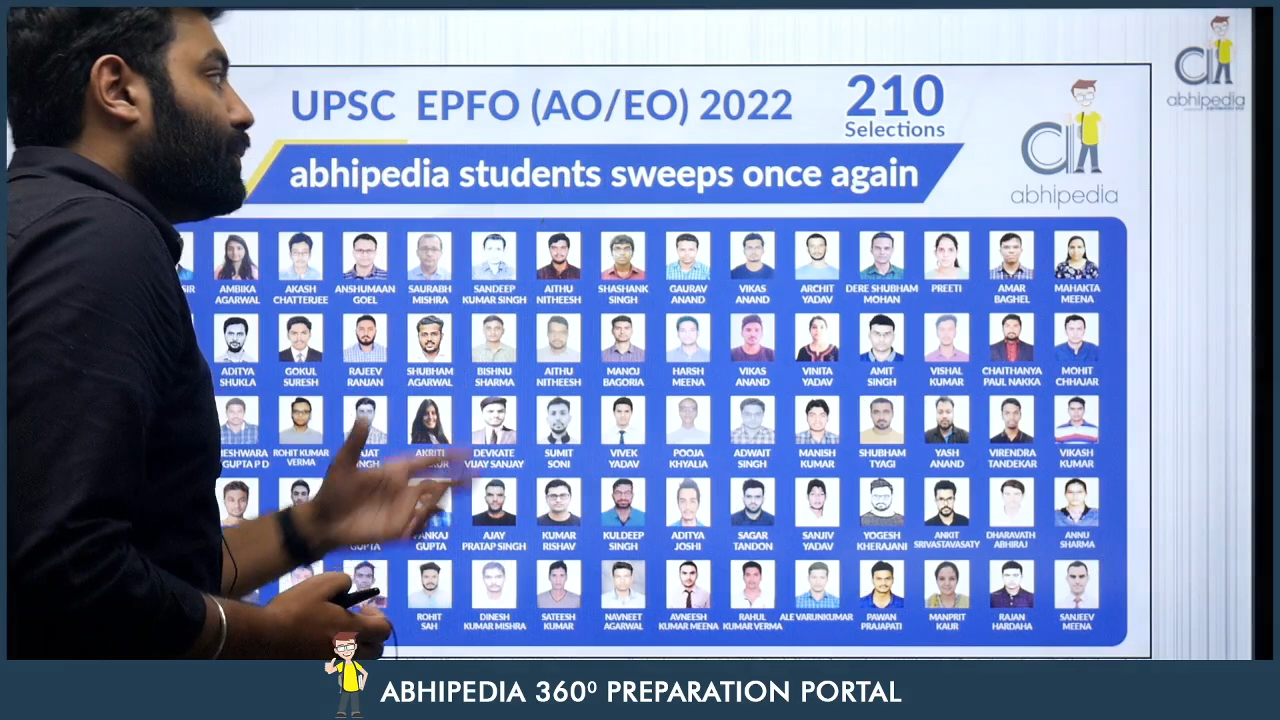 UPSC EPFO (AO/EO) 2022
210
Selections
abhipedia students sweeps once again
abhipedia
abhipedia
SIR
AMBIKA AGARWAL
AKASH CHATTERJEE
ANSHUMAAN GOEL
SAURABH MISHRA
SANDEEP KUMAR SINGH
AITHU NITHEESH
SHASHANK SINGH
GAURAV ANAND
VIKAS ANAND
ARCHIT YADAV
DERE SHUBHAM MOHAN
PREETI
AMAR BAGHEL
MAHAKTA MEENA
ADITYA SHUKLA
GOKUL SURESH
RAJEEV RANJAN
SHUBHAM AGARWAL
BISHNU SHARMA
AITHU NITHEESH
MANOJ BAGORIA
HARSH MEENA
VIKAS ANAND
VINITA YADAV
AMIT SINGH
VISHAL KUMAR
CHAITHANYA PAUL NAKKA
MOHIT CHHAJAR
GUPTA P D
ROHIT KUMAR VERMA
AKRITI
DEVKATE VIJAY SANJAY
SUMIT SONI
VIVEK YADAV
POOJA KHYALIA
ADWAIT SINGH
MANISH KUMAR
SHUBHAM TYAGI
YASH ANAND
VIRENDRA TANDEKAR
VIKASH KUMAR
GUPTA
PANKAJ GUPTA
AJAY PRATAP SINGH
KUMAR RISHAV
KULDEEP SINGH
ADITYA JOSHI
SAGAR TANDON
SANJIV YADAV
YOGESH KHERAJANI
ANKIT SRIVASTAVASATY
DHARAVATH ABHIRAJ
ANNU SHARMA
ROHIT SAH
DINESH KUMAR MISHRA
SATEESH KUMAR
NAVNEET AGARWAL
AVNEESH KUMAR MEENA
RAHUL KUMAR VERMA
ALE VARUNKUMAR
PAWAN PRAJAPATI
MANPRIT KAUR
RAJAN HARDAHA
SANJEEV MEENA
ABHIPEDIA 360⁰ PREPARATION PORTAL